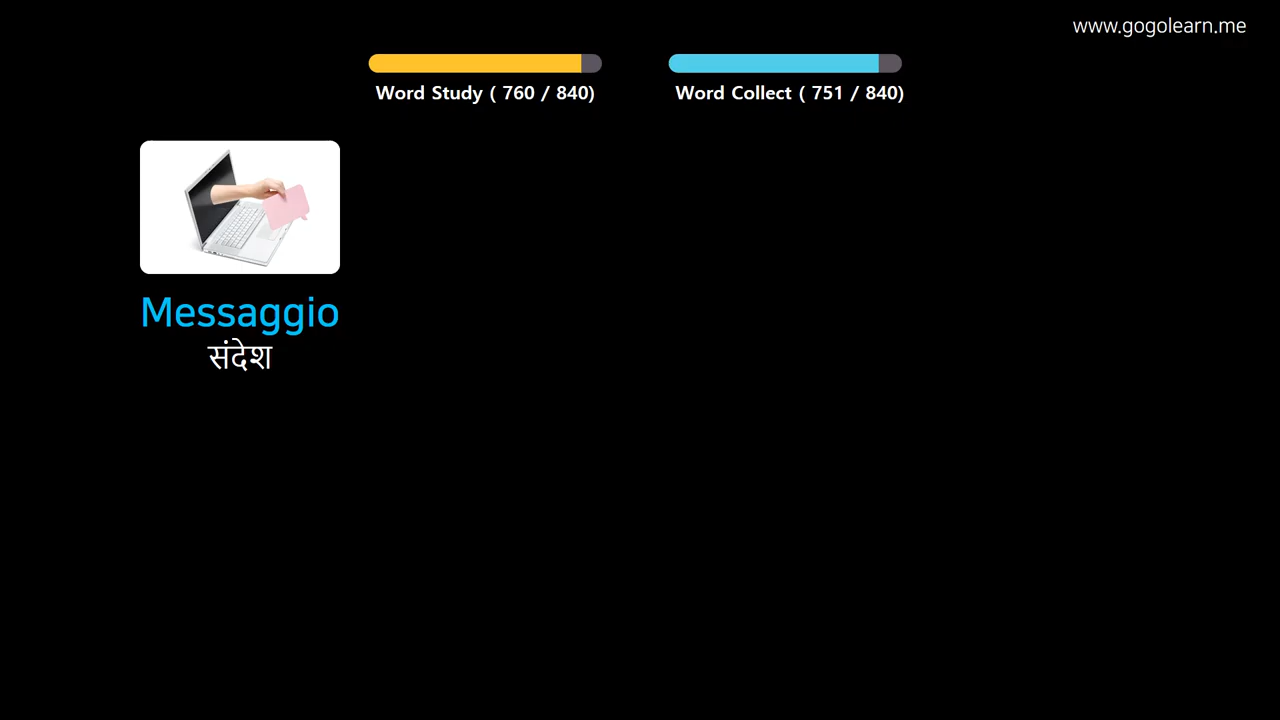 www.gogolearn.me
Word Study ( 760 / 840)
Word Collect ( 751 / 840)
Messaggio
संदेश